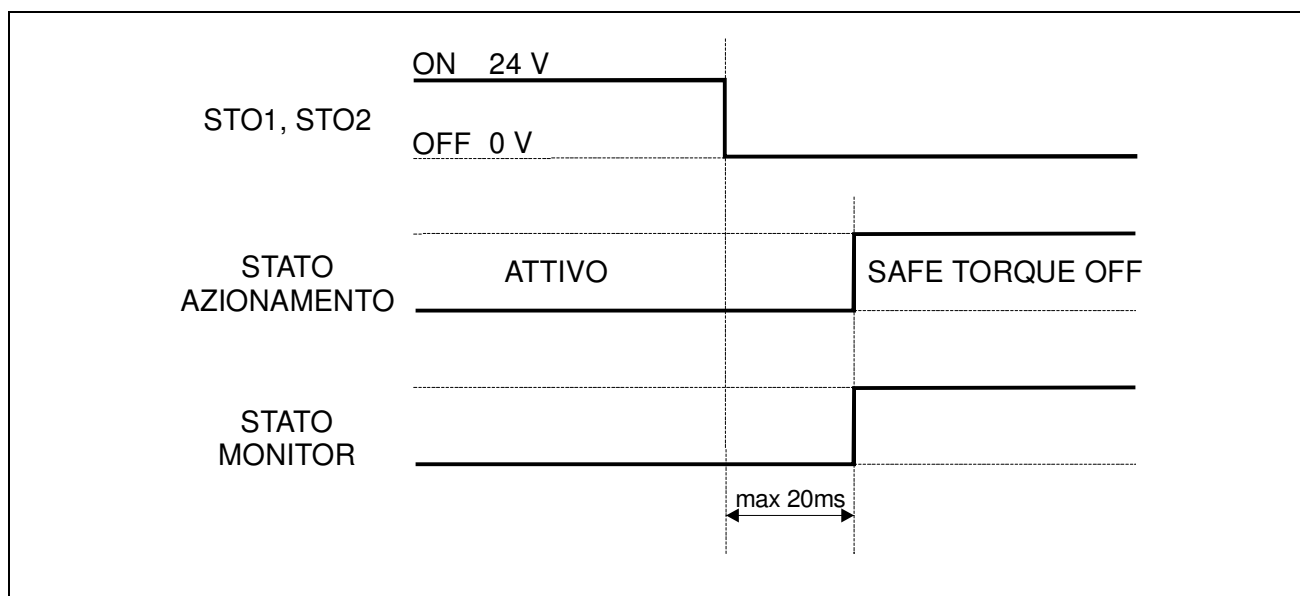 ON 24 V
STO1, STO2
OFF 0 V
STATO
AZIONAMENTO
ATTIVO
SAFE TORQUE OFF
STATO
MONITOR
max 20ms